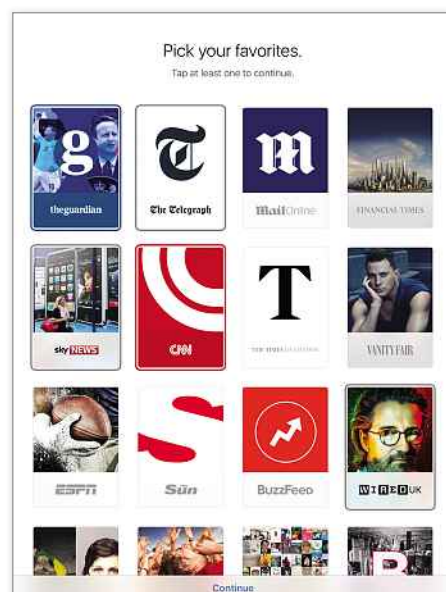 Pick your favorites.
Tap at least one to continue.
g
theguardian
T
The Telegraph
m
MailOnline
FINANCIAL TIMES
sky NEWS
CNN
T
VANITY FAIR
ESPN
S
Sün
BuzzFeed
WIRED UK
B
Continue